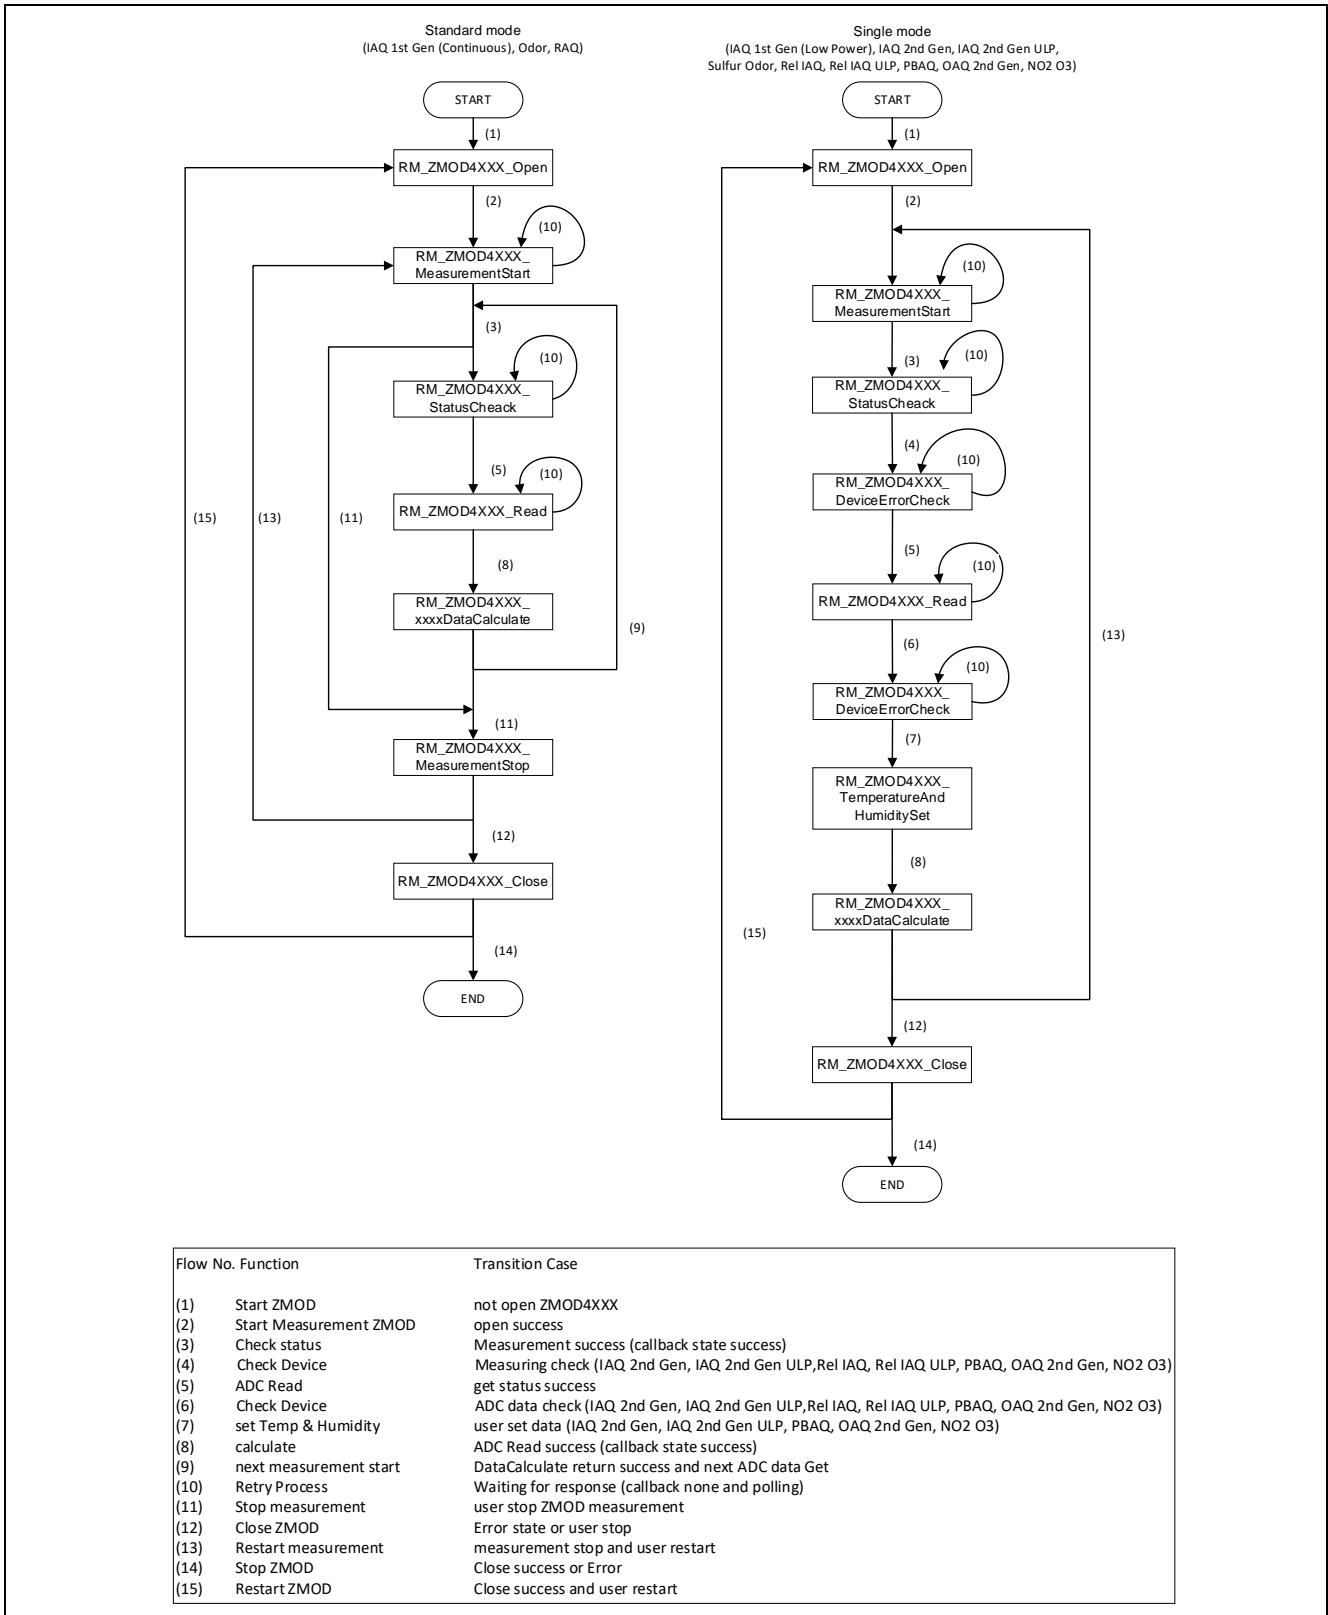 Standard mode
(IAQ 1st Gen (Continuous), Odor, RAQ)
START
(1)
RM_ZMOD4XXX_Open
(2)
(10)
RM_ZMOD4XXX_
MeasurementStart
(3)
(10)
RM_ZMOD4XXX_
StatusCheack
(5)
(10)
RM_ZMOD4XXX_Read
(15)
(13)
(11)
(8)
RM_ZMOD4XXX_
xxxxDataCalculate
(9)
(11)
RM_ZMOD4XXX_
MeasurementStop
(12)
RM_ZMOD4XXX_Close
(14)
END
Single mode
(IAQ 1st Gen (Low Power), IAQ 2nd Gen, IAQ 2nd Gen ULP,
Sulfur Odor, Rel IAQ, Rel IAQ ULP, PBAQ, OAQ 2nd Gen, NO2 O3)
START
(1)
RM_ZMOD4XXX_Open
(2)
(10)
RM_ZMOD4XXX_
MeasurementStart
(3)
(10)
RM_ZMOD4XXX_
StatusCheack
(4)
(10)
RM_ZMOD4XXX_
DeviceErrorCheck
(5)
(10)
RM_ZMOD4XXX_Read
(6)
(13)
(10)
RM_ZMOD4XXX_
DeviceErrorCheck
(7)
RM_ZMOD4XXX_
TemperatureAnd
HumiditySet
(8)
RM_ZMOD4XXX_
xxxxDataCalculate
(15)
(12)
RM_ZMOD4XXX_Close
(14)
END
Flow No. Function Transition Case
(1) Start ZMOD not open ZMOD4XXX
(2) Start Measurement ZMOD open success
(3) Check status Measurement success (callback state success)
(4) Check Device Measuring check (IAQ 2nd Gen, IAQ 2nd Gen ULP,Rel IAQ, Rel IAQ ULP, PBAQ, OAQ 2nd Gen, NO2 O3)
(5) ADC Read get status success
(6) Check Device ADC data check (IAQ 2nd Gen, IAQ 2nd Gen ULP,Rel IAQ, Rel IAQ ULP, PBAQ, OAQ 2nd Gen, NO2 O3)
(7) set Temp & Humidity user set data (IAQ 2nd Gen, IAQ 2nd Gen ULP, PBAQ, OAQ 2nd Gen, NO2 O3)
(8) calculate ADC Read success (callback state success)
(9) next measurement start DataCalculate return success and next ADC data Get
(10) Retry Process Waiting for response (callback none and polling)
(11) Stop measurement user stop ZMOD measurement
(12) Close ZMOD Error state or user stop
(13) Restart measurement measurement stop and user restart
(14) Stop ZMOD Close success or Error
(15) Restart ZMOD Close success and user restart